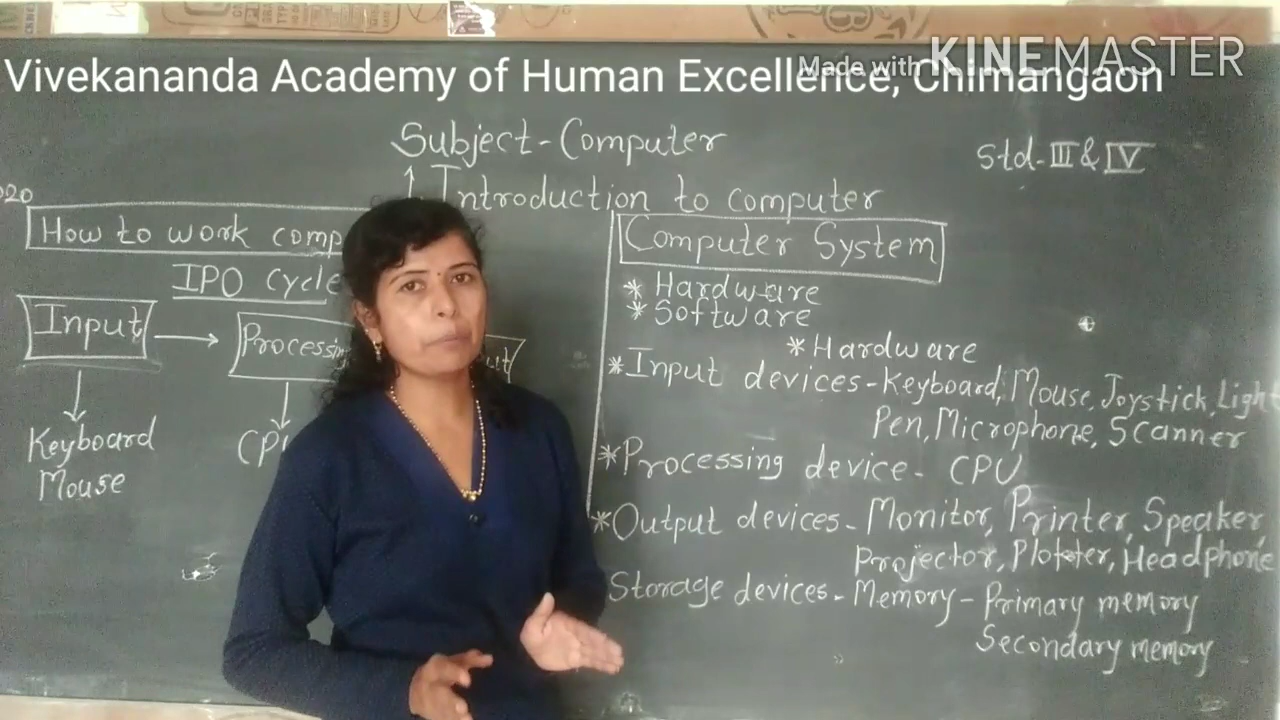 Made with KINEMASTER
Vivekananda Academy of Human Excellence, Chimangaon
Subject-Computer
Std-III & IV
1 Introduction to computer
How to work comp
IPO Cycle
Input
Processin
CP
Keyboard
Mouse
Computer System
* Hardware
* Software
* Hardware
* Input devices-Keyboard, Mouse, Joystick, Light
Pen, Microphone, Scanner
* Processing device- CPU
* Output devices- Monitor, Printer, Speaker,
Projector, Plotter, Headphone
Storage devices- Memory- Primary memory
Secondary memory